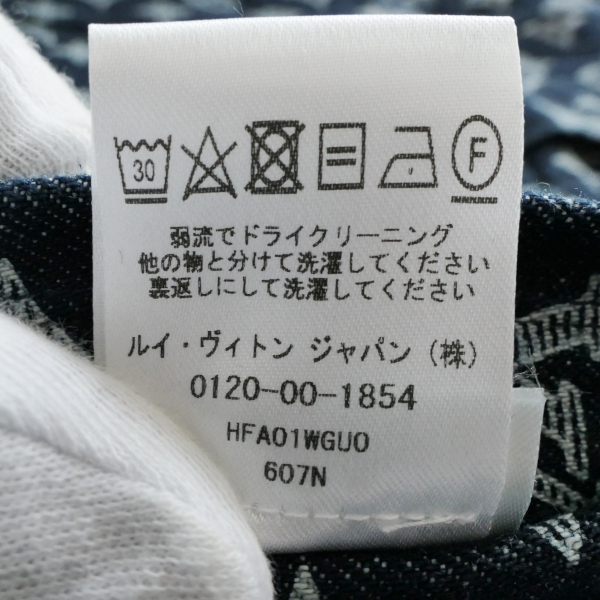 30 F
弱流でドライクリーニング
他の物と分けて洗濯してください
裏返しにして洗濯してください
ルイ・ヴィトン ジャパン（株）
0120-00-1854
HFA01WGUO
607N